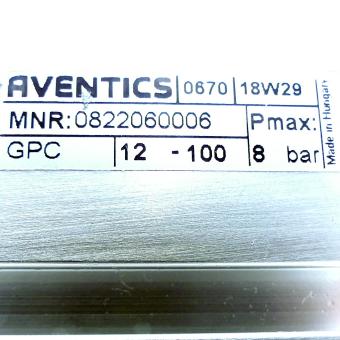 AVENTICS 0670 18W29
MNR:0822060006 Pmax:
GPC 12 -100 8 bar
Made in Hungary